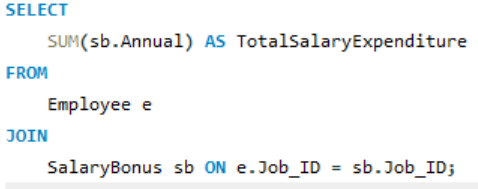 SELECT
SUM(sb.Annual) AS TotalSalaryExpenditure
FROM
Employee e
JOIN
SalaryBonus sb ON e.Job_ID = sb.Job_ID;